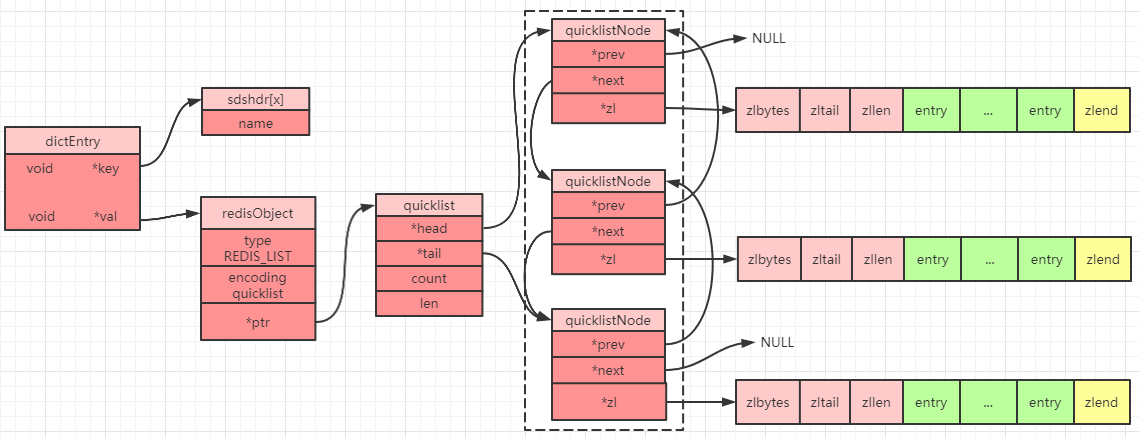 dictEntry
void *key
void *val
sdshdr[x]
name
redisObject
type
REDIS_LIST
encoding
quicklist
*ptr
quicklist
*head
*tail
count
len
quicklistNode
*prev
*next
*zl
NULL
zlbytes zltail zllen entry ... entry zlend
quicklistNode
*prev
*next
*zl
zlbytes zltail zllen entry ... entry zlend
quicklistNode
*prev
*next
*zl
NULL
zlbytes zltail zllen entry ... entry zlend